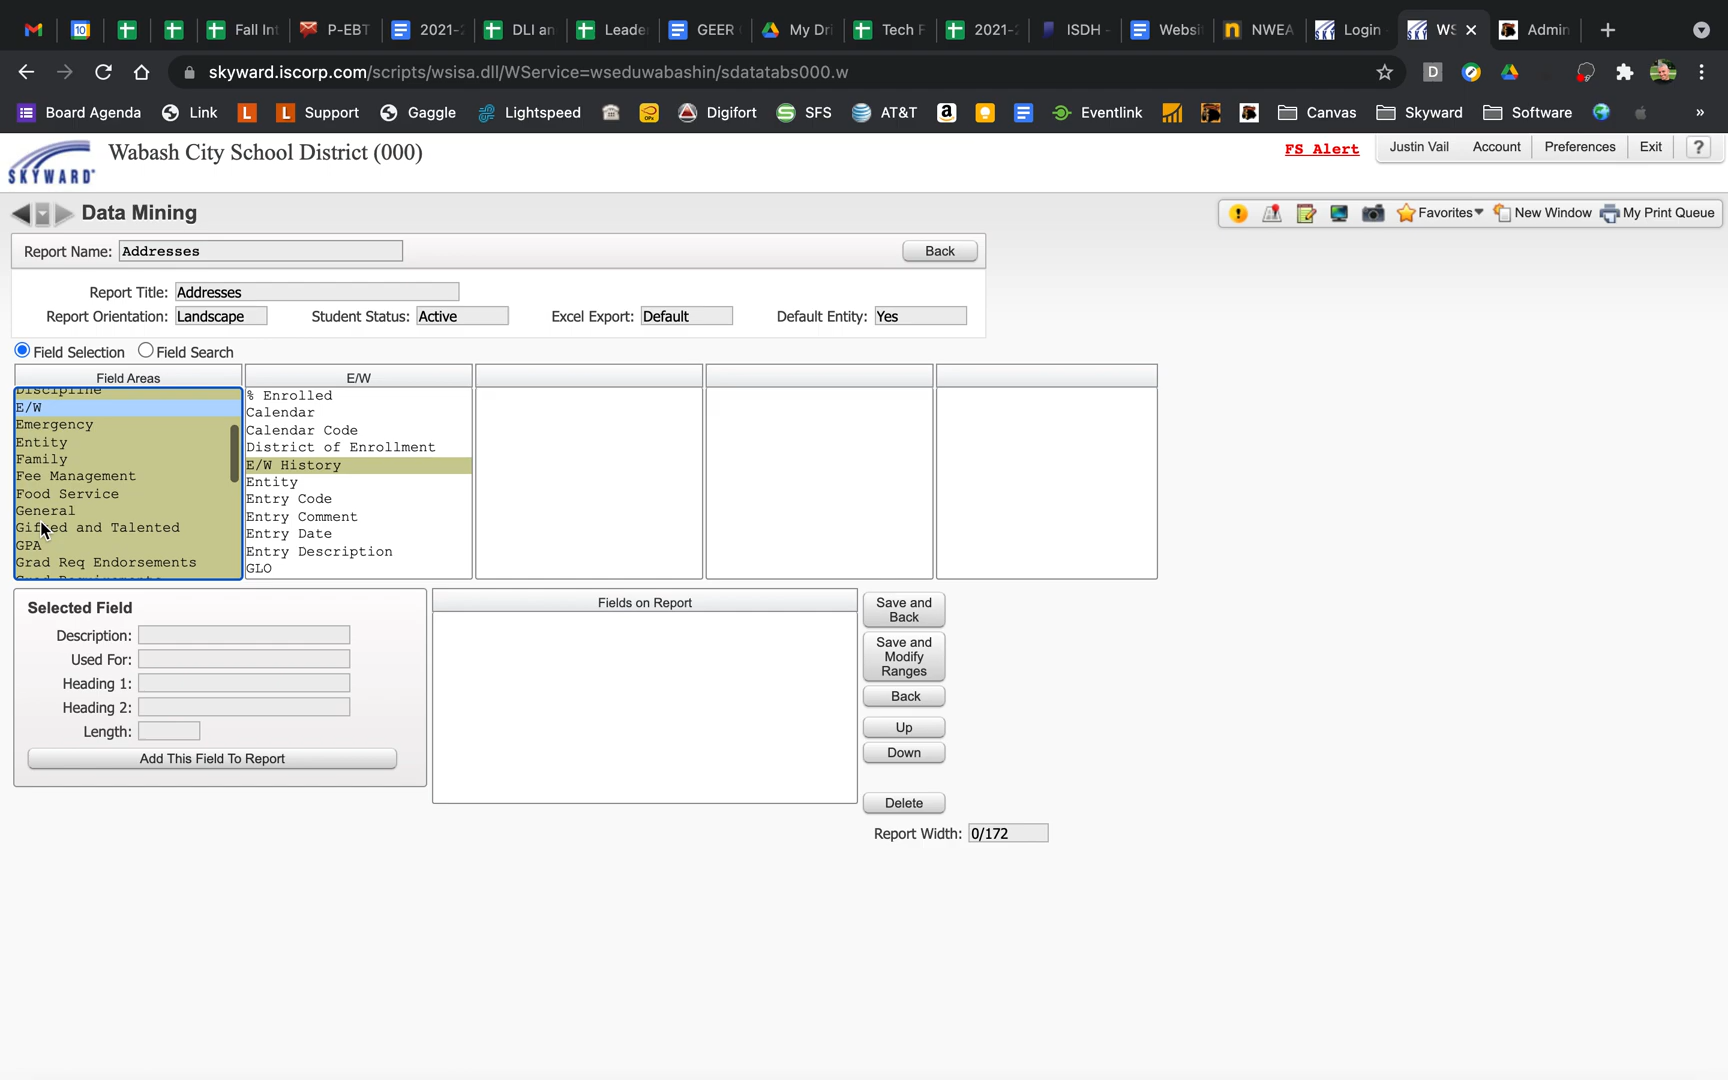 Fall Int
P-EBT
2021-
DLI an
Leade
GEER
My Dri
Tech F
2021-2
ISDH -
Websi
NWEA
Login
WS
Admin
skyward.iscorp.com/scripts/wsisa.dll/WService=wseduwabashin/sdatatabs000.w
Board Agenda
Link
Support
Gaggle
Lightspeed
Digifort
SFS
AT&T
Eventlink
Canvas
Skyward
Software
SKYWARD
Wabash City School District (000)
FS Alert
Justin Vail
Account
Preferences
Exit
?
Data Mining
Favorites
New Window
My Print Queue
Report Name: Addresses
Back
Report Title: Addresses
Report Orientation: Landscape
Student Status: Active
Excel Export: Default
Default Entity: Yes
Field Selection
Field Search
Field Areas
Discipline
E/W
Emergency
Entity
Family
Fee Management
Food Service
General
Gifted and Talented
GPA
Grad Req Endorsements
Grad Requirements
E/W
% Enrolled
Calendar
Calendar Code
District of Enrollment
E/W History
Entity
Entry Code
Entry Comment
Entry Date
Entry Description
GLO
Selected Field
Description:
Used For:
Heading 1:
Heading 2:
Length:
Add This Field To Report
Fields on Report
Save and
Back
Save and
Modify
Ranges
Back
Up
Down
Delete
Report Width: 0/172